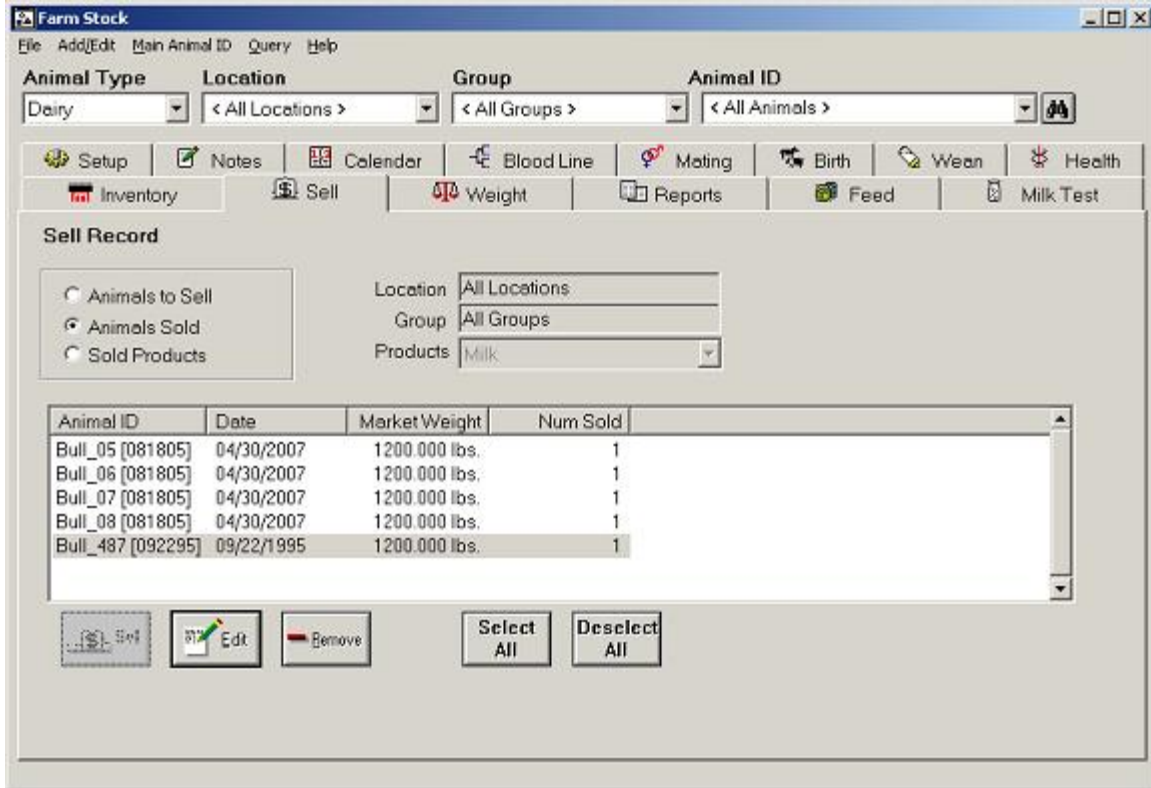 Farm Stock
File Add/Edit Main Animal ID Query Help
Animal Type Location Group Animal ID
Dairy < All Locations > < All Groups > < All Animals >
Setup Notes Calendar Blood Line Mating Birth Wean Health
Inventory Sell Weight Reports Feed Milk Test
Sell Record
Animals to Sell
Animals Sold
Sold Products
Location All Locations
Group All Groups
Products Milk
Animal ID Date Market Weight Num Sold
Bull_05 [081805] 04/30/2007 1200.000 lbs. 1
Bull_06 [081805] 04/30/2007 1200.000 lbs. 1
Bull_07 [081805] 04/30/2007 1200.000 lbs. 1
Bull_08 [081805] 04/30/2007 1200.000 lbs. 1
Bull_487 [092295] 09/22/1995 1200.000 lbs. 1
Sell Edit Remove Select All Deselect All